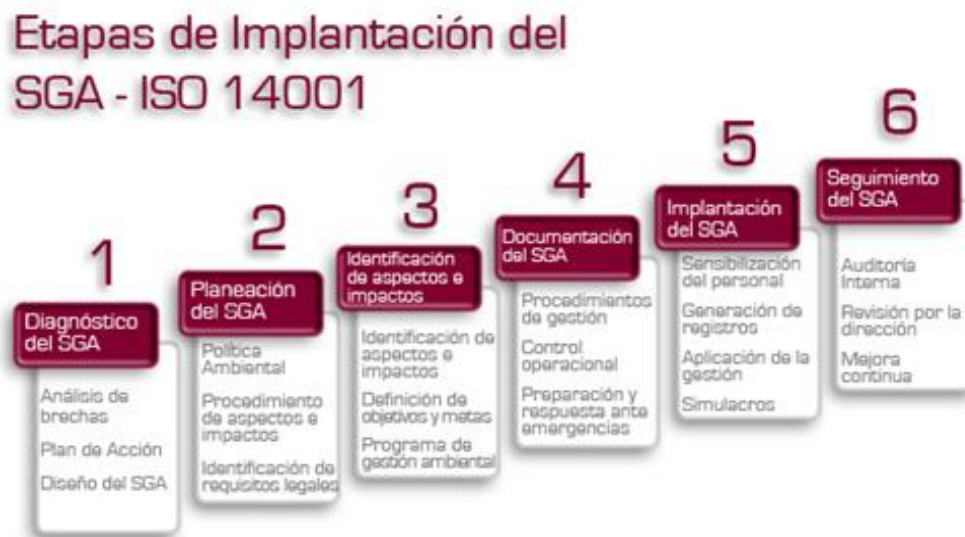 Etapas de Implantación del
SGA - ISO 14001
1
Diagnóstico
del SGA
Análisis de
brechas
Plan de Acción
Diseño del SGA
2
Planeación
del SGA
Política
Ambiental
Procedimiento
de aspectos e
impactos
Identificación de
requisitos legales
3
Identificación
de aspectos e
impactos
Identificación de
aspectos e
impactos
Definición de
objetivos y metas
Programa de
gestión ambiental
4
Documentación
del SGA
Procedimientos
de gestión
Control
operacional
Preparación y
respuesta ante
emergencias
5
Implantación
del SGA
Sensibilización
del personal
Generación de
registros
Aplicación de la
gestión
Simulacros
6
Seguimiento
del SGA
Auditoría
Interna
Revisión por la
dirección
Mejora
continua